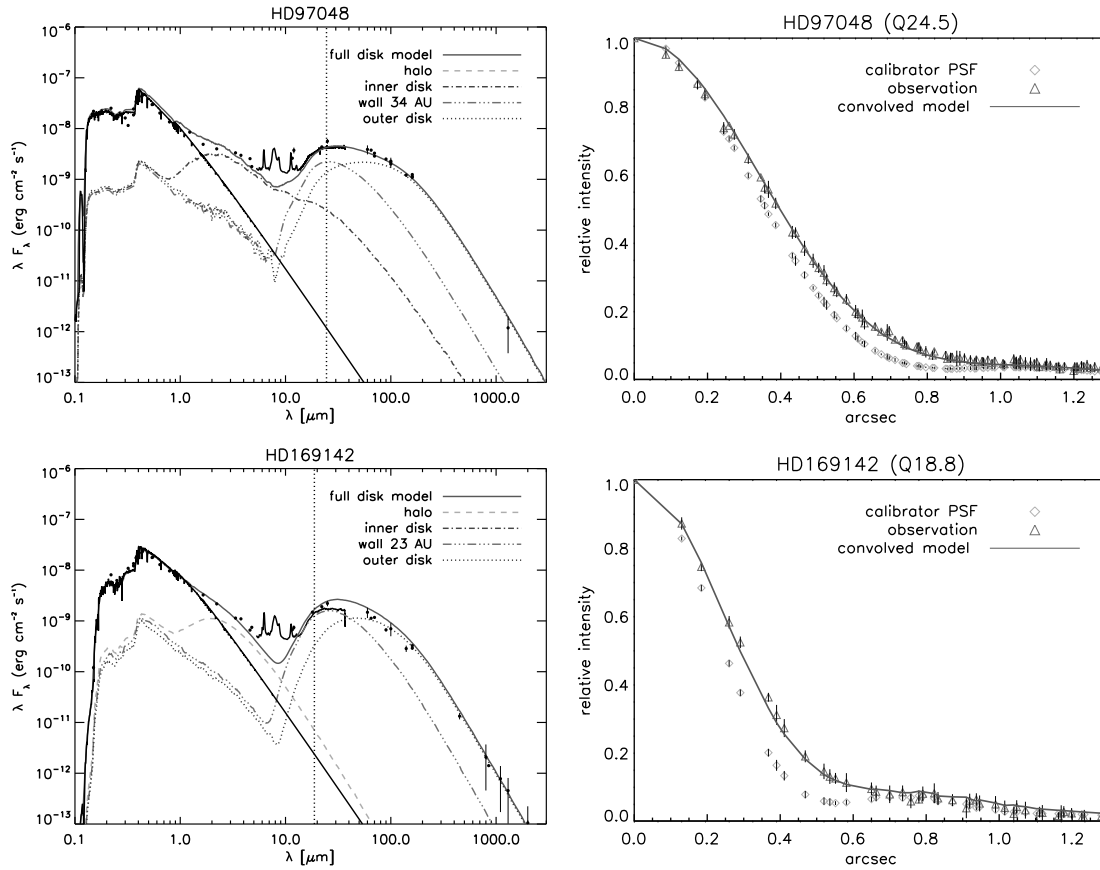 HD97048
λ F_λ (erg cm⁻² s⁻¹)
10⁻⁶
10⁻⁷
10⁻⁸
10⁻⁹
10⁻¹⁰
10⁻¹¹
10⁻¹²
10⁻¹³
full disk model
halo
inner disk
wall 34 AU
outer disk
0.1 1.0 10.0 100.0 1000.0
λ [μm]
HD97048 (Q24.5)
relative intensity
1.0
0.8
0.6
0.4
0.2
0.0
calibrator PSF
observation
convolved model
0.0 0.2 0.4 0.6 0.8 1.0 1.2
arcsec
HD169142
λ F_λ (erg cm⁻² s⁻¹)
10⁻⁶
10⁻⁷
10⁻⁸
10⁻⁹
10⁻¹⁰
10⁻¹¹
10⁻¹²
10⁻¹³
full disk model
halo
inner disk
wall 23 AU
outer disk
0.1 1.0 10.0 100.0 1000.0
λ [μm]
HD169142 (Q18.8)
relative intensity
1.0
0.8
0.6
0.4
0.2
0.0
calibrator PSF
observation
convolved model
0.0 0.2 0.4 0.6 0.8 1.0 1.2
arcsec